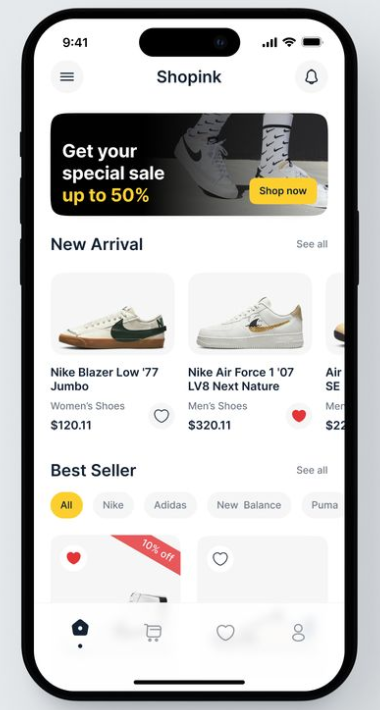 9:41
Shopink
Get your
special sale
up to 50%
Shop now
New Arrival
See all
Nike Blazer Low '77
Jumbo
Women's Shoes
$120.11
Nike Air Force 1 '07
LV8 Next Nature
Men's Shoes
$320.11
Air
SE
Men
$22
Best Seller
See all
All
Nike
Adidas
New Balance
Puma
10% off